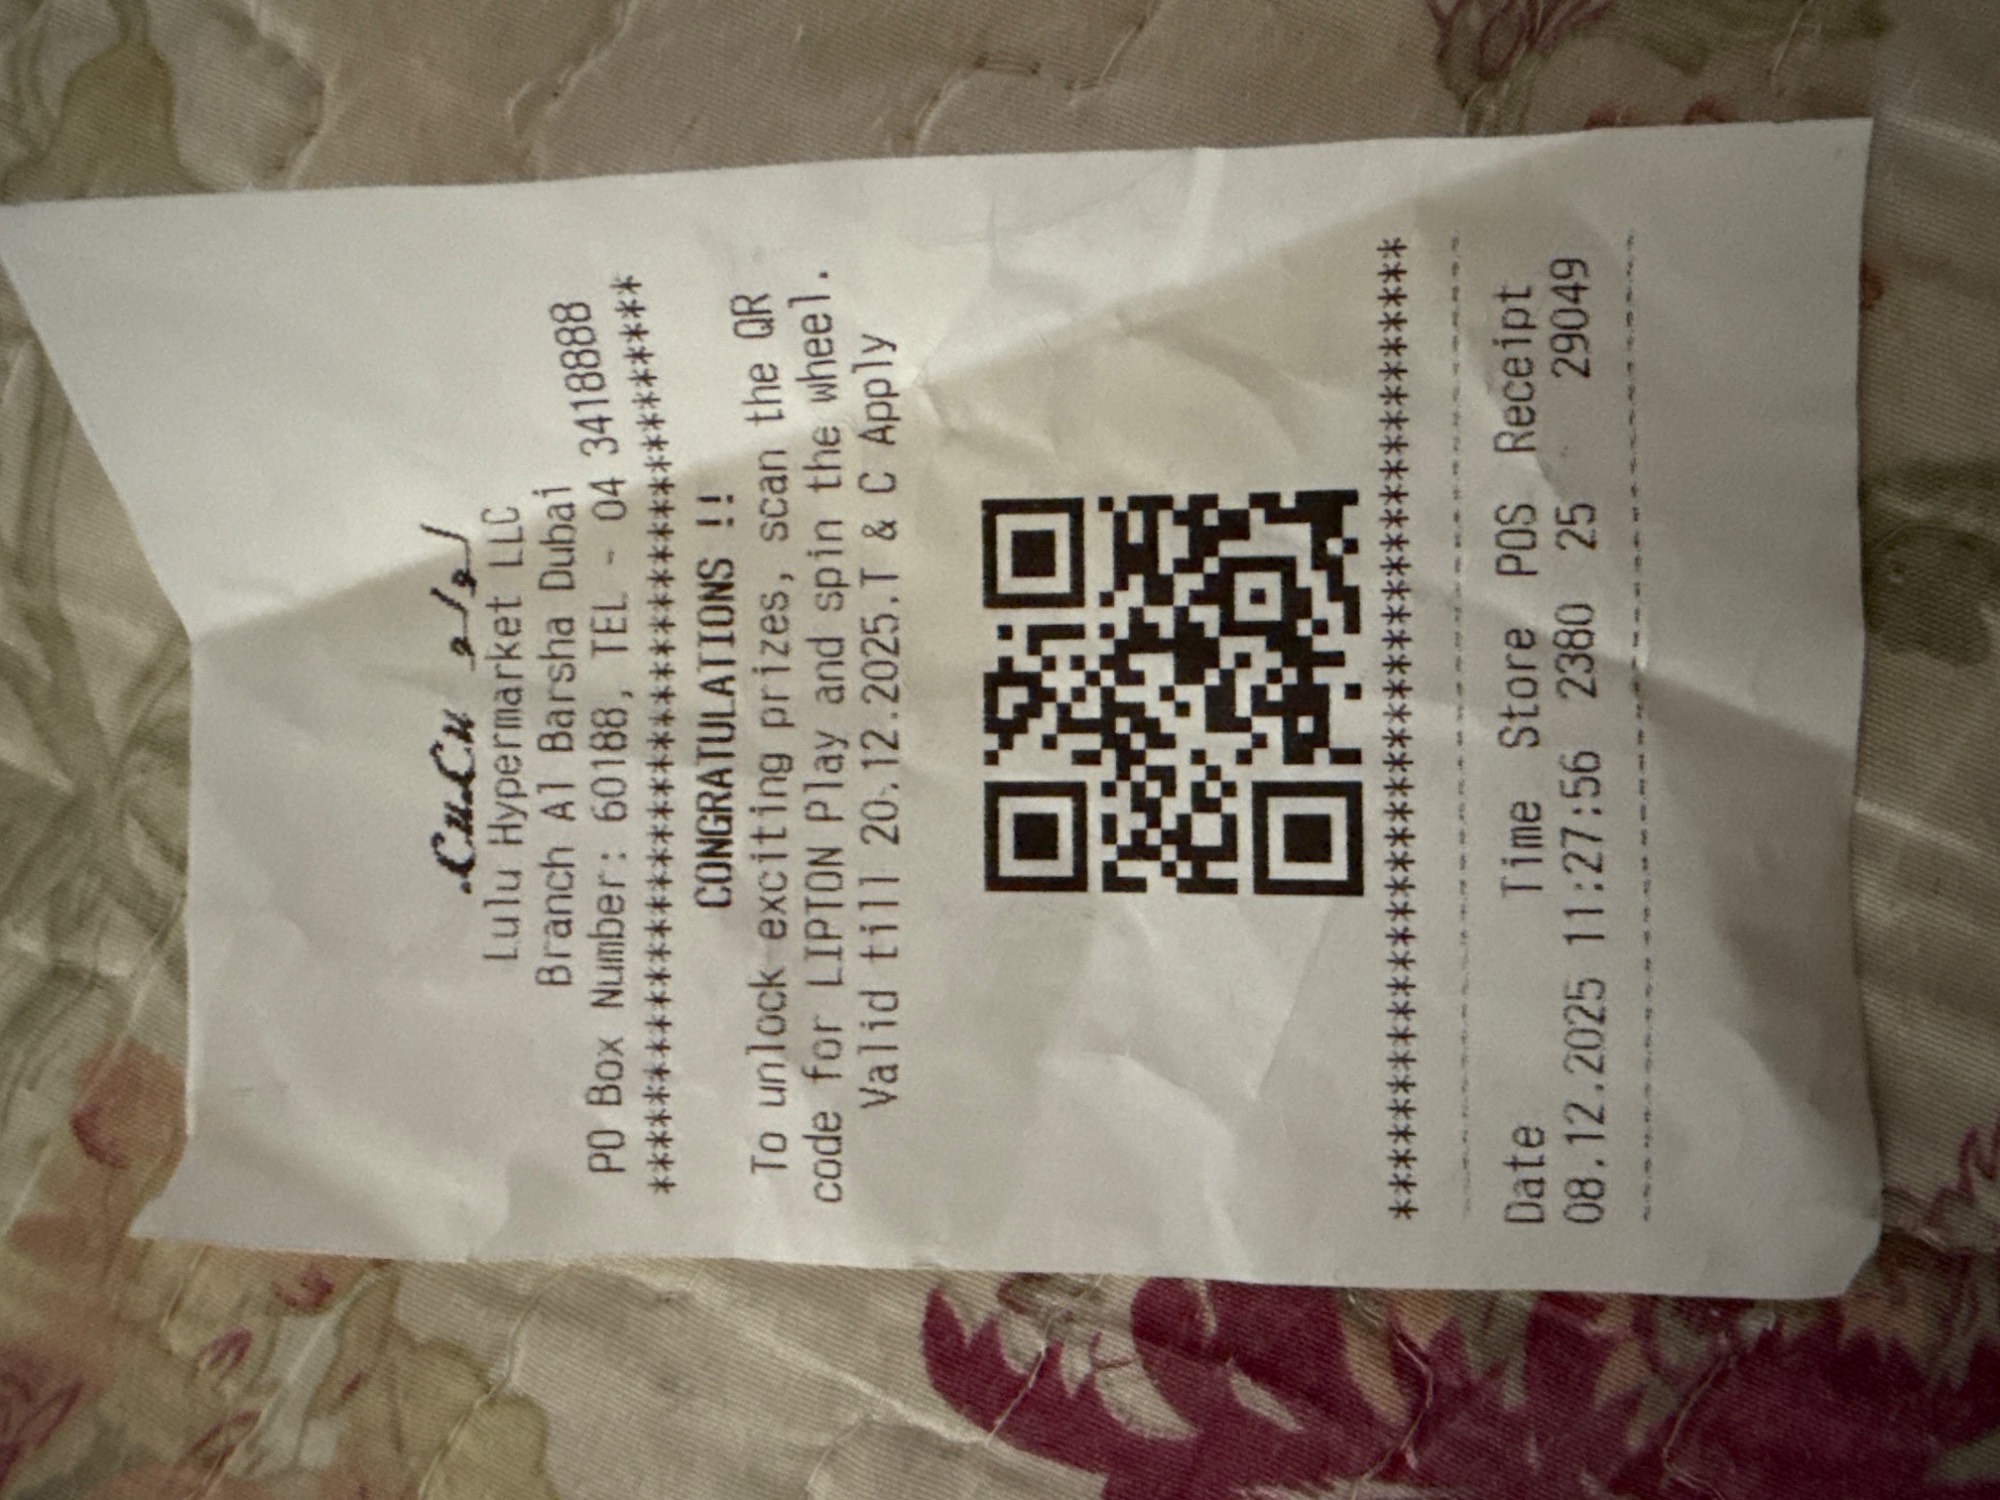 LuLu لولو
Lulu Hypermarket LLC
Branch Al Barsha Dubai
PO Box Number: 60188, TEL - 04 3418888
***************************************
CONGRATULATIONS !!
To unlock exciting prizes, scan the QR
code for LIPTON Play and spin the wheel.
Valid till 20.12.2025.T & C Apply
******************************************
------------------------------------------
Date Time Store POS Receipt
08.12.2025 11:27:56 2380 25 29049
------------------------------------------